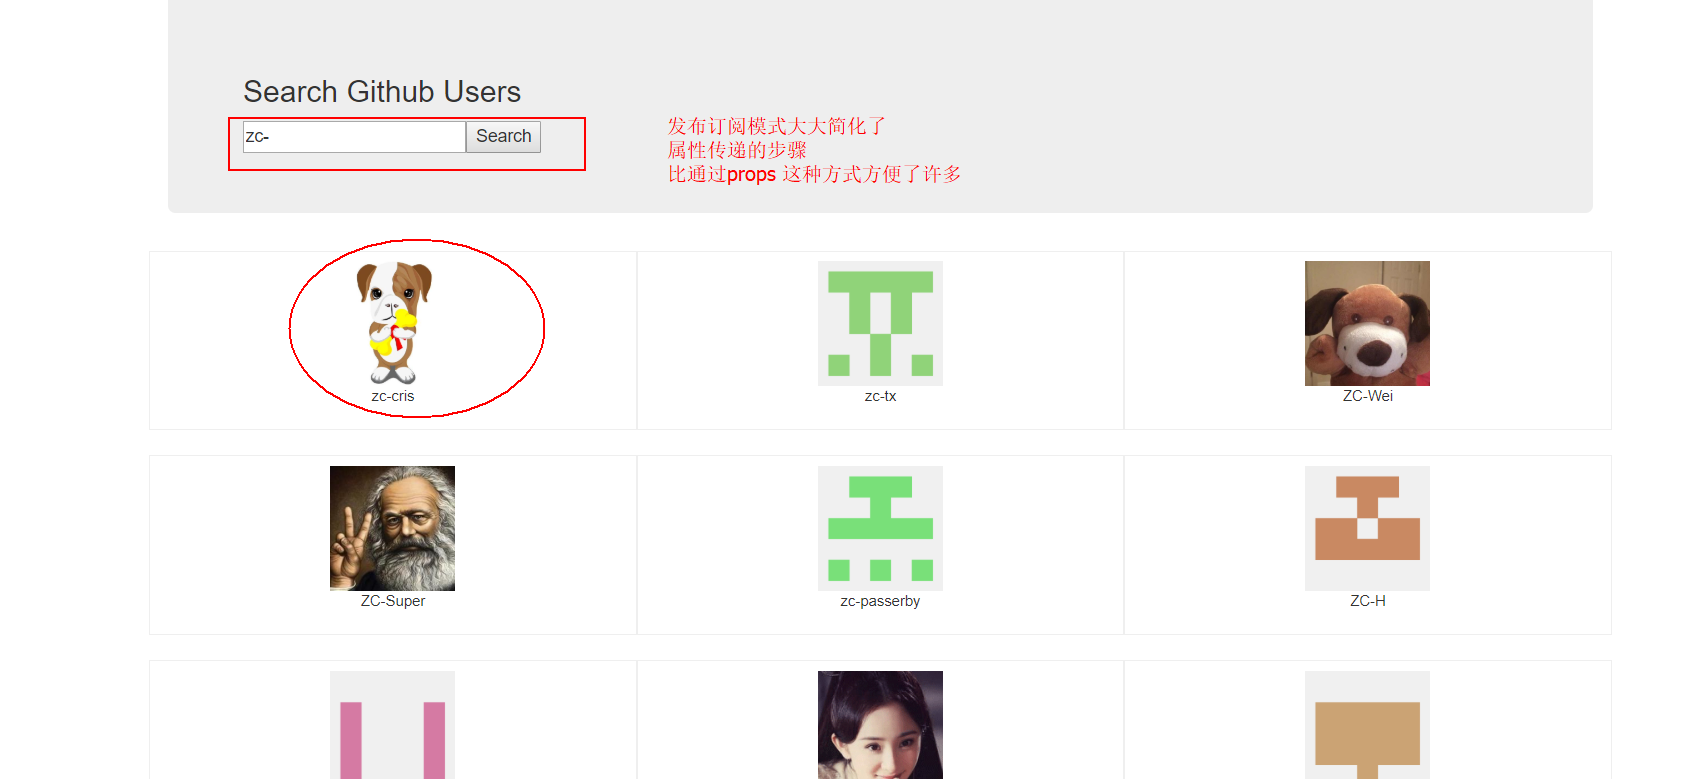 Search Github Users
zc-
Search
发布订阅模式大大简化了
属性传递的步骤
比通过props 这种方式方便了许多
zc-cris
zc-tx
ZC-Wei
ZC-Super
zc-passerby
ZC-H